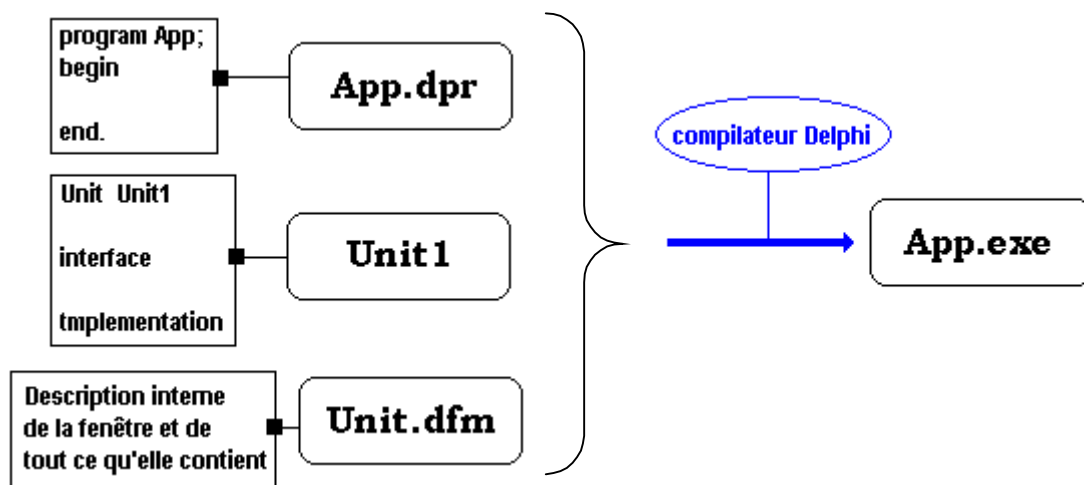 program App;
begin
end.
App.dpr
compilateur Delphi
Unit Unit1
interface
tmplementation
Unit1
App.exe
Description interne
de la fenêtre et de
tout ce qu'elle contient
Unit.dfm